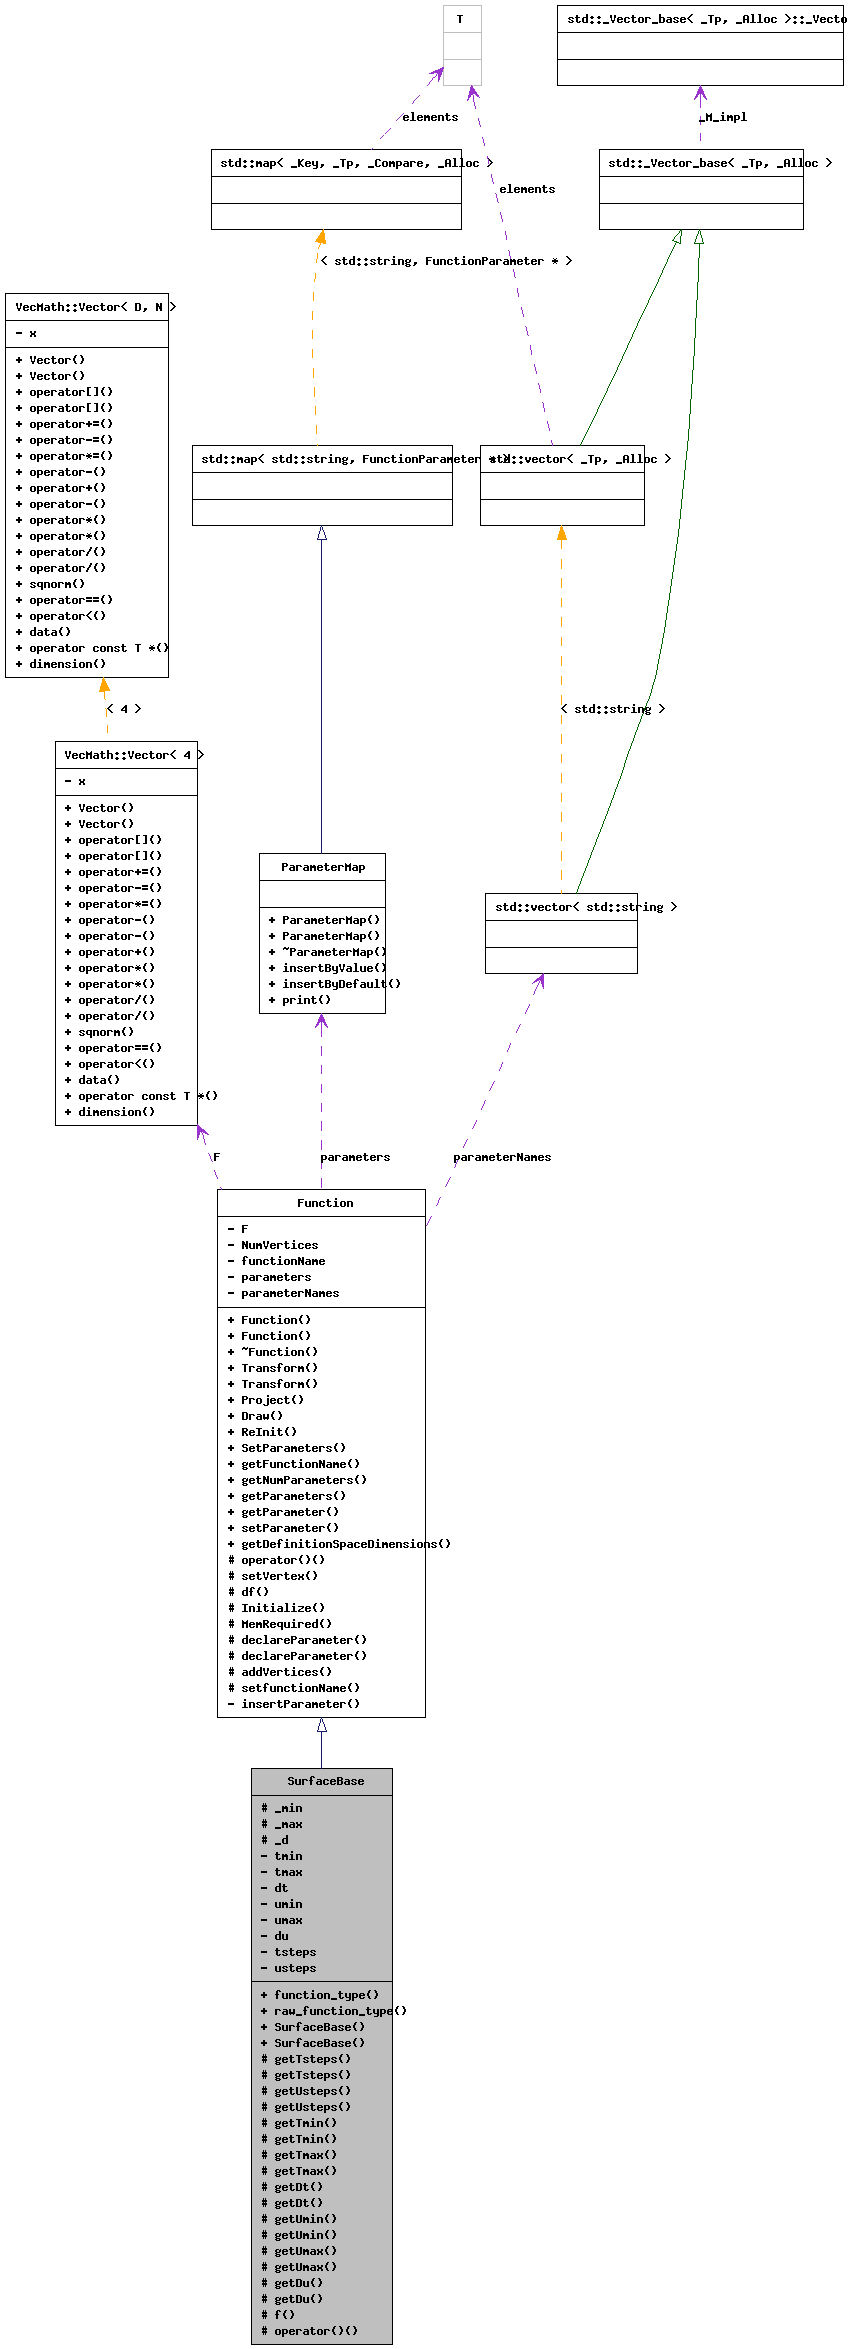 T
std::_Vector_base< _Tp, _Alloc >::_Vecto
elements
_M_impl
std::map< _Key, _Tp, _Compare, _Alloc >
std::_Vector_base< _Tp, _Alloc >
elements
< std::string, FunctionParameter * >
VecMath::Vector< D, N >
- x
+ Vector()
+ Vector()
+ operator[]()
+ operator[]()
+ operator+=()
+ operator-=()
+ operator*=()
+ operator-()
+ operator+()
+ operator-()
+ operator*()
+ operator*()
+ operator/()
+ operator/()
+ sqnorm()
+ operator==()
+ operator<()
+ data()
+ operator const T *()
+ dimension()
std::map< std::string, FunctionParameter * >
std::vector< _Tp, _Alloc >
< 4 >
< std::string >
VecMath::Vector< 4 >
- x
+ Vector()
+ Vector()
+ operator[]()
+ operator[]()
+ operator+=()
+ operator-=()
+ operator*=()
+ operator-()
+ operator-()
+ operator+()
+ operator*()
+ operator*()
+ operator/()
+ operator/()
+ sqnorm()
+ operator==()
+ operator<()
+ data()
+ operator const T *()
+ dimension()
ParameterMap
+ ParameterMap()
+ ParameterMap()
+ ~ParameterMap()
+ insertByValue()
+ insertByDefault()
+ print()
std::vector< std::string >
F
parameters
parameterNames
Function
- F
- NumVertices
- functionName
- parameters
- parameterNames
+ Function()
+ Function()
+ ~Function()
+ Transform()
+ Transform()
+ Project()
+ Draw()
+ ReInit()
+ SetParameters()
+ getFunctionName()
+ getNumParameters()
+ getParameters()
+ getParameter()
+ setParameter()
+ getDefinitionSpaceDimensions()
# operator()()
# setVertex()
# df()
# Initialize()
# MemRequired()
# declareParameter()
# declareParameter()
# addVertices()
# setfunctionName()
- insertParameter()
SurfaceBase
# _min
# _max
# _d
- tmin
- tmax
- dt
- umin
- umax
- du
- tsteps
- usteps
+ function_type()
+ raw_function_type()
+ SurfaceBase()
+ SurfaceBase()
# getTsteps()
# getTsteps()
# getUsteps()
# getUsteps()
# getTmin()
# getTmin()
# getTmax()
# getTmax()
# getDt()
# getDt()
# getUmin()
# getUmin()
# getUmax()
# getUmax()
# getDu()
# getDu()
# f()
# operator()()